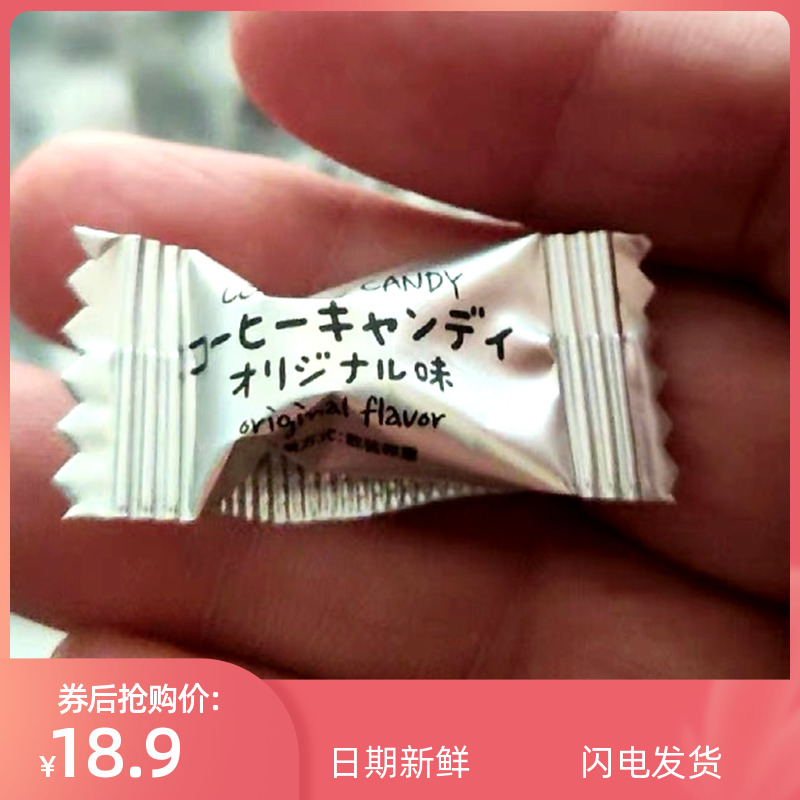 CANDY
コーヒーキャンディ
オリジナル味
original flavor
券后抢购价:
¥18.9
日期新鲜
闪电发货